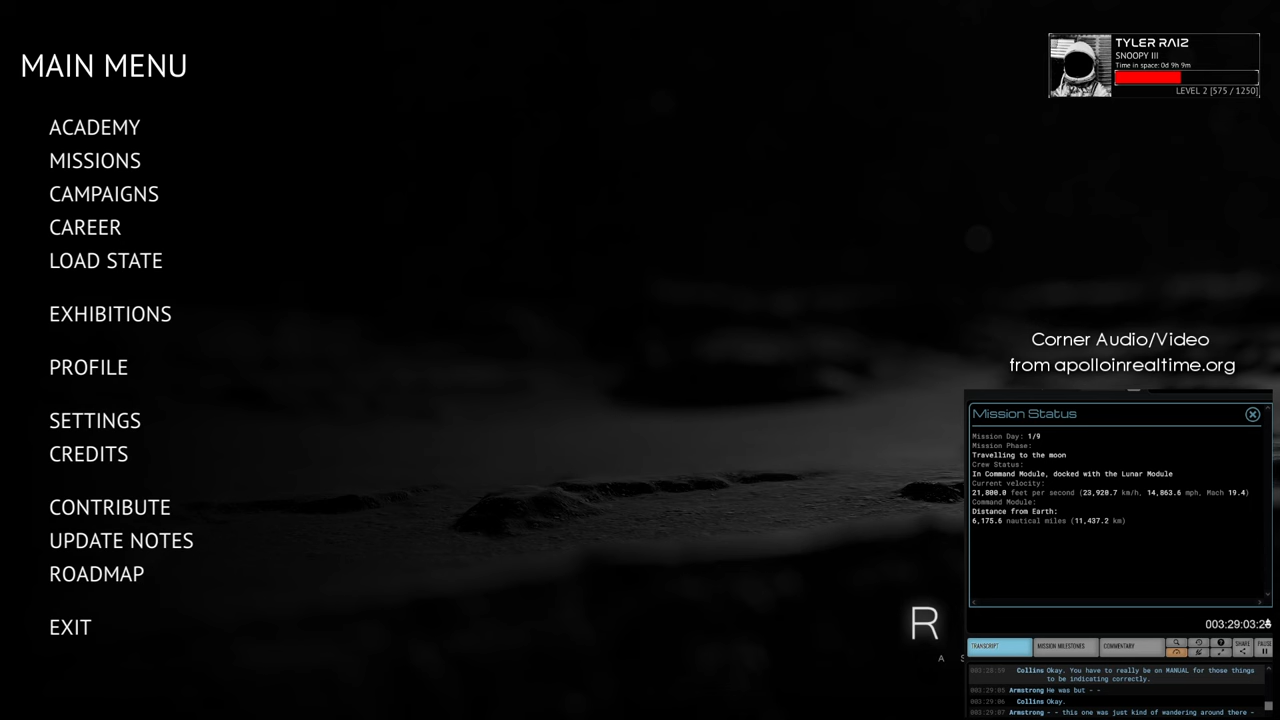 MAIN MENU
ACADEMY
MISSIONS
CAMPAIGNS
CAREER
LOAD STATE
EXHIBITIONS
PROFILE
SETTINGS
CREDITS
CONTRIBUTE
UPDATE NOTES
ROADMAP
EXIT
TYLER RAIZ
SNOOPY III
Time in space: 0d 9h 9m
LEVEL 2 [575 / 1250]
Corner Audio/Video
from apolloinrealtime.org
Mission Status
Mission Day: 1/9
Mission Phase:
Travelling to the moon
Crew Status:
In Command Module, docked with the Lunar Module
Current velocity:
21,800.0 feet per second (23,920.7 km/h, 14,863.6 mph, Mach 19.4)
Command Module:
Distance from Earth:
6,175.6 nautical miles (11,437.2 km)
003:29:03:2
TRANSCRIPT
MISSION MILESTONES
COMMENTARY
SHARE
PAUSE
003:28:59 Collins Okay. You have to really be on MANUAL for those things
to be indicating correctly.
003:29:05 Armstrong He was but - -
003:29:06 Collins Okay.
003:29:07 Armstrong - - this one was just kind of wandering around there -
R
A S